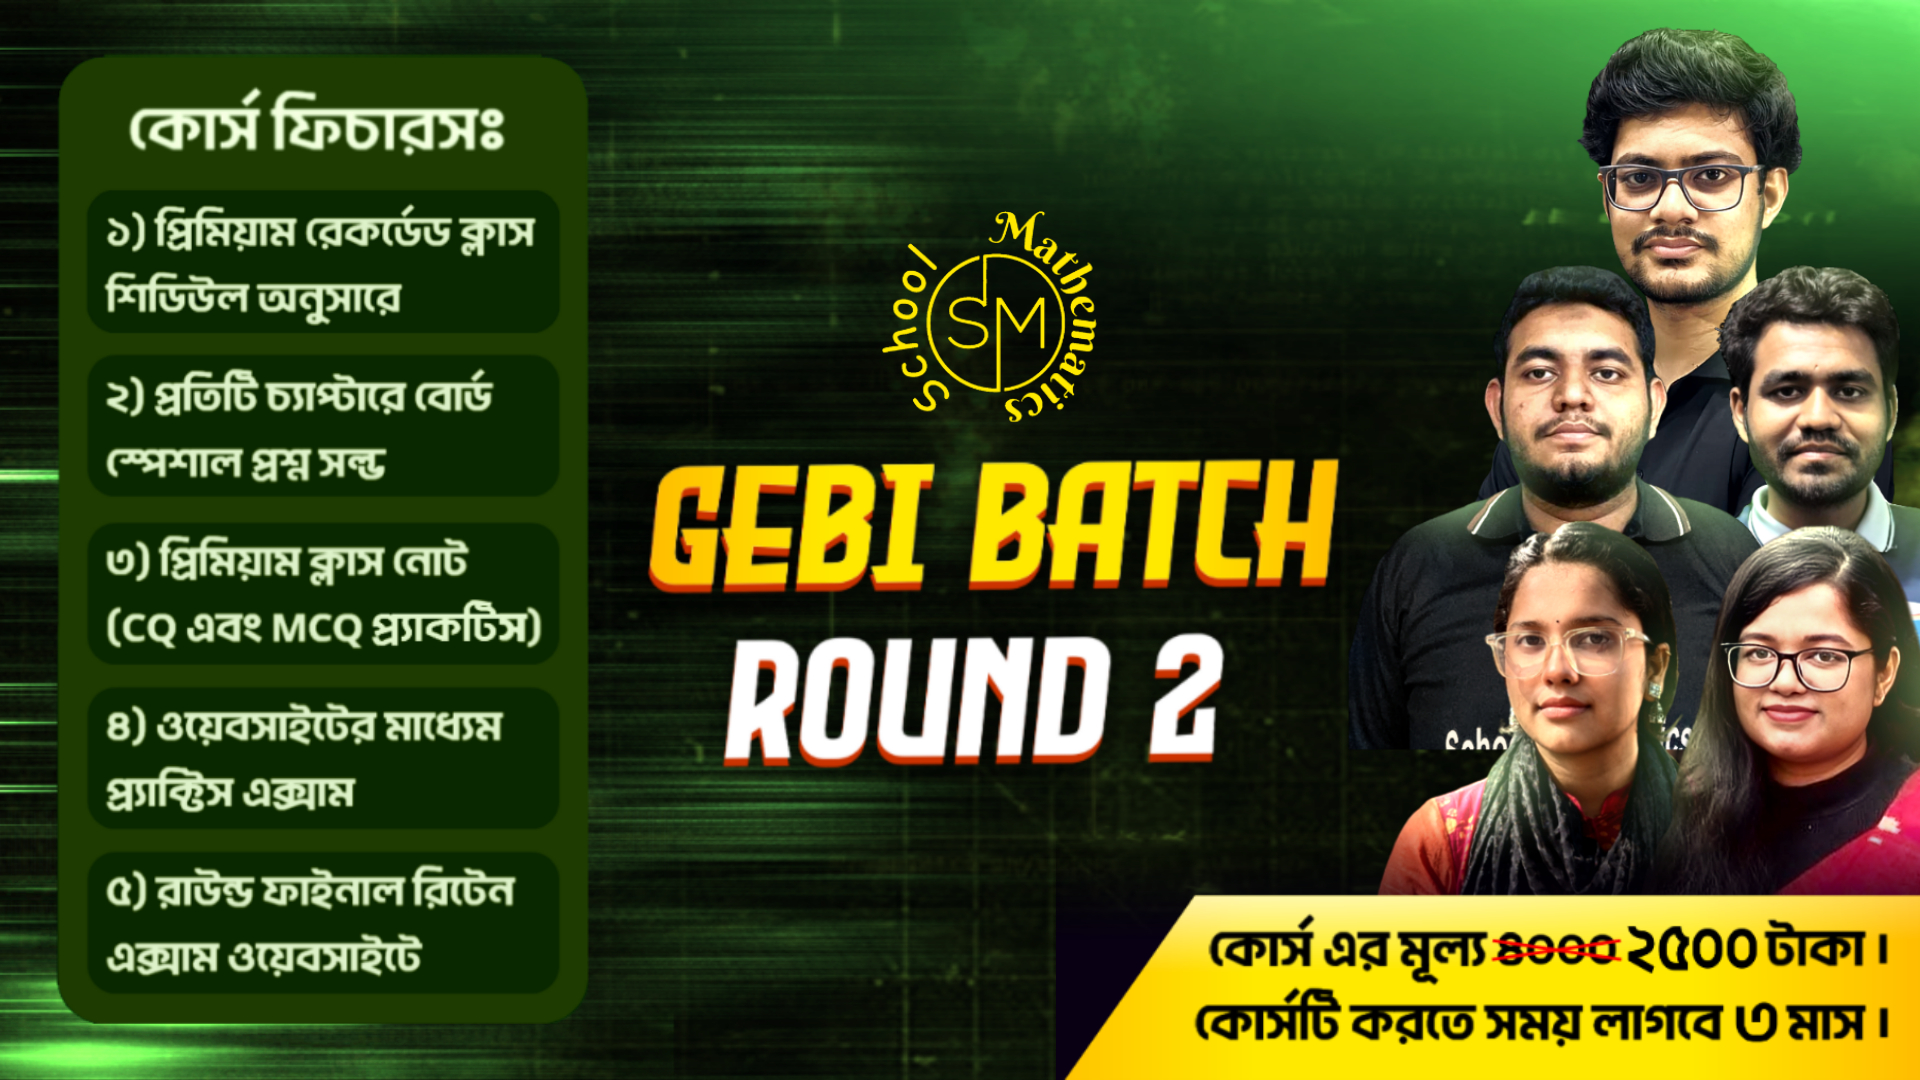 কোর্স ফিচারসঃ
১) প্রিমিয়াম রেকর্ডেড ক্লাস
শিডিউল অনুসারে
২) প্রতিটি চ্যাপ্টারে বোর্ড
স্পেশাল প্রশ্ন সল্ভ
৩) প্রিমিয়াম ক্লাস নোট
(CQ এবং MCQ প্র্যাকটিস)
৪) ওয়েবসাইটের মাধ্যেম
প্র্যাক্টিস এক্সাম
৫) রাউন্ড ফাইনাল রিটেন
এক্সাম ওয়েবসাইটে
School Mathematics
SM
GEBI BATCH
ROUND 2
কোর্স এর মূল্য ৪০০০ ২৫০০ টাকা ।
কোর্সটি করতে সময় লাগবে ৩ মাস ।